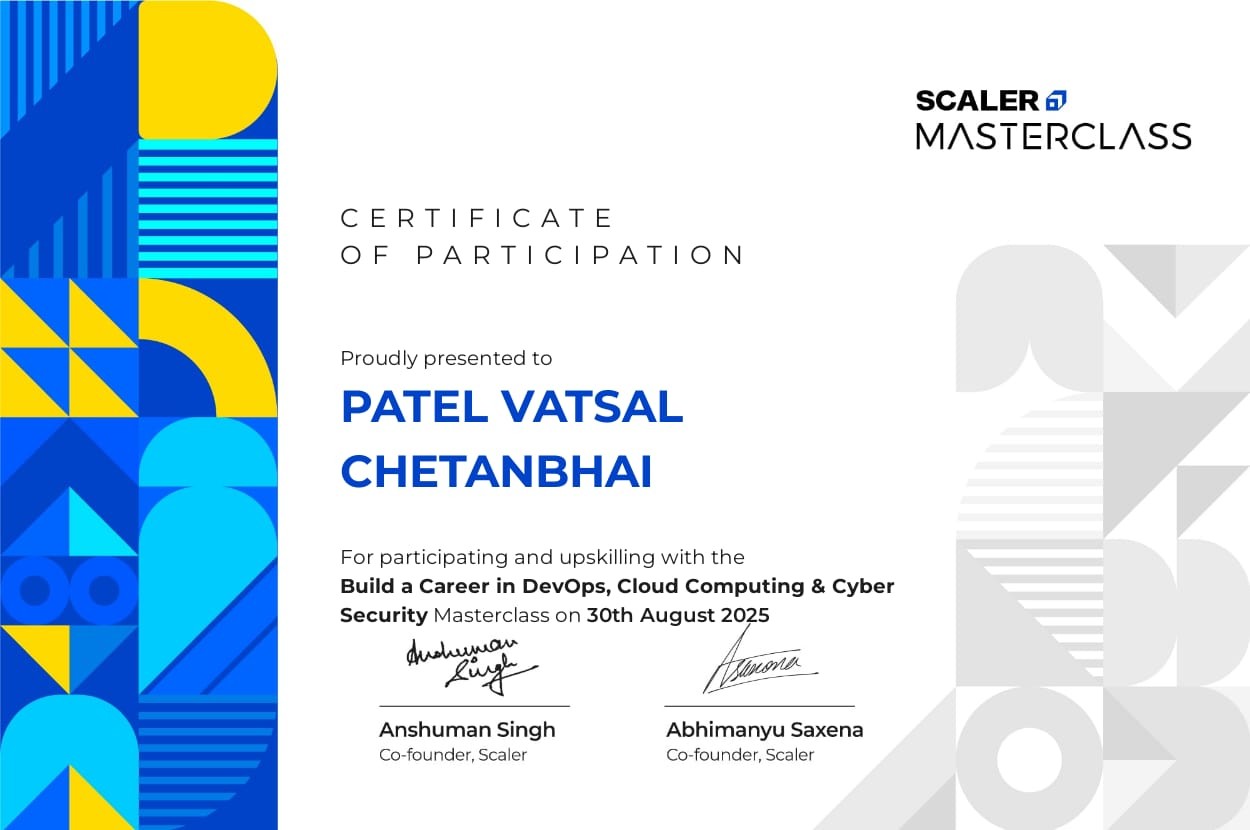 SCALER
MASTERCLASS
CERTIFICATE
OF PARTICIPATION
Proudly presented to
PATEL VATSAL
CHETANBHAI
For participating and upskilling with the
Build a Career in DevOps, Cloud Computing & Cyber
Security Masterclass on 30th August 2025
Anshuman Singh
Asaxena
Anshuman Singh
Abhimanyu Saxena
Co-founder, Scaler
Co-founder, Scaler